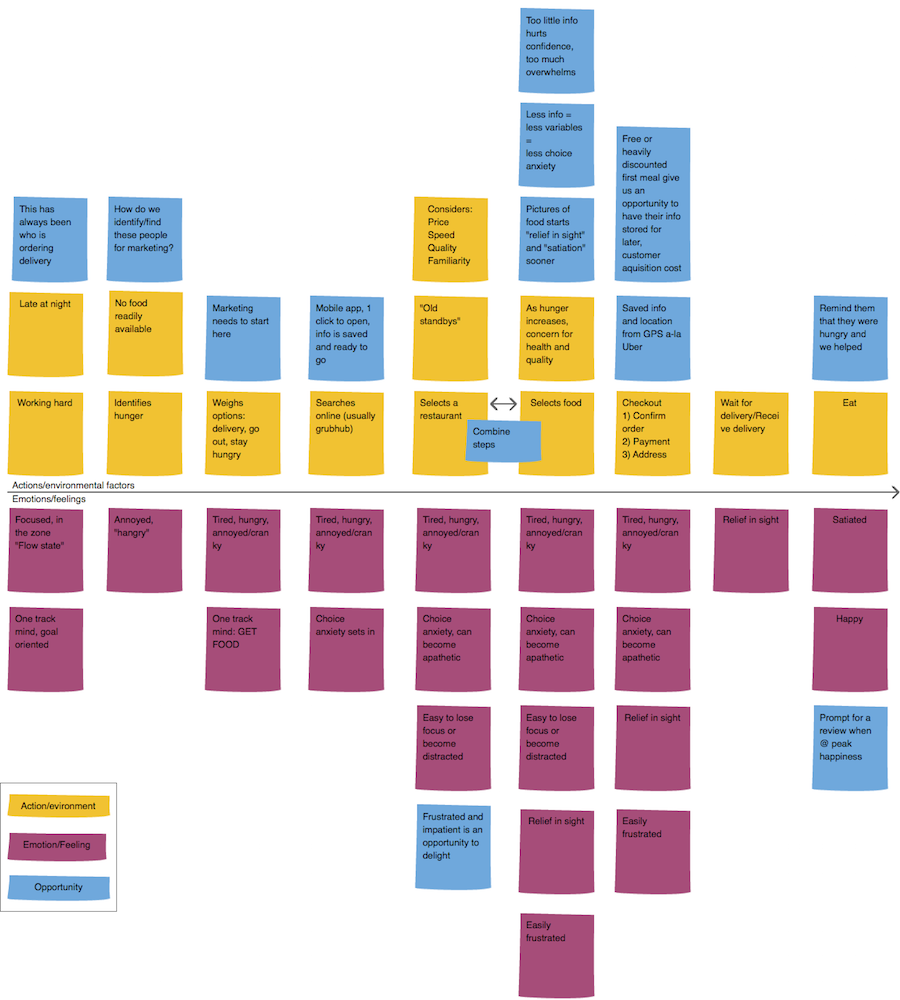 Too little info
hurts
confidence,
too much
overwhelms
Less info =
less variables
=
less choice
anxiety
Free or
heavily
discounted
first meal give
us an
opportunity to
have their info
stored for
later,
customer
aquisition cost
This has
always been
who is
ordering
delivery
How do we
identify/find
these people
for marketing?
Considers:
Price
Speed
Quality
Familiarity
Pictures of
food starts
"relief in sight"
and "satiation"
sooner
Late at night
No food
readily
available
Marketing
needs to start
here
Mobile app, 1
click to open,
info is saved
and ready to
go
"Old
standbys"
As hunger
increases,
concern for
health and
quality
Saved info
and location
from GPS a-la
Uber
Remind them
that they were
hungry and
we helped
Working hard
Identifies
hunger
Weighs
options:
delivery, go
out, stay
hungry
Searches
online (usually
grubhub)
Selects a
restaurant
Combine
steps
Selects food
Checkout
1) Confirm
order
2) Payment
3) Address
Wait for
delivery/Recei
ve delivery
Eat
Actions/environmental factors
Emotions/feelings
Focused, in
the zone
"Flow state"
Annoyed,
"hangry"
Tired, hungry,
annoyed/cran
ky
Tired, hungry,
annoyed/cran
ky
Tired, hungry,
annoyed/cran
ky
Tired, hungry,
annoyed/cran
ky
Tired, hungry,
annoyed/cran
ky
Relief in sight
Satiated
One track
mind, goal
oriented
One track
mind: GET
FOOD
Choice
anxiety sets in
Choice
anxiety, can
become
apathetic
Choice
anxiety, can
become
apathetic
Choice
anxiety, can
become
apathetic
Happy
Easy to lose
focus or
become
distracted
Easy to lose
focus or
become
distracted
Relief in sight
Prompt for a
review when
@ peak
happiness
Frustrated and
impatient is an
opportunity to
delight
Relief in sight
Easily
frustrated
Easily
frustrated
Action/evironment
Emotion/Feeling
Opportunity